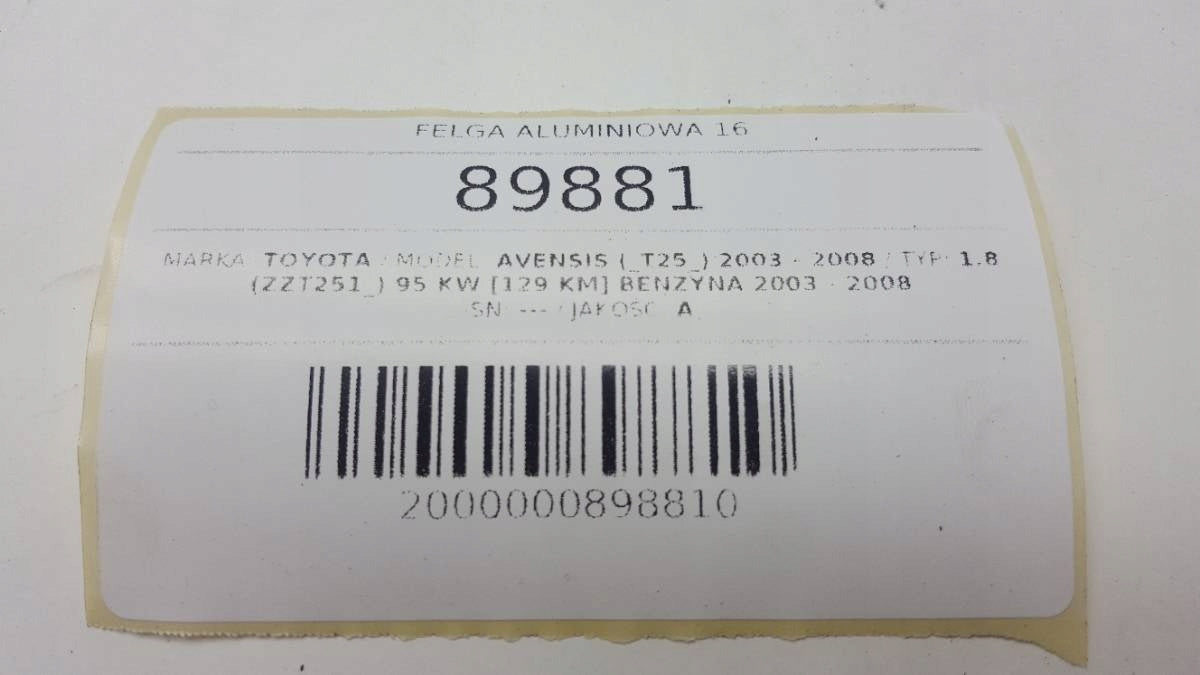 FELGA ALUMINIOWA 16
89881
MARKA: TOYOTA / MODEL: AVENSIS (_T25_) 2003 - 2008 / TYP: 1.8
(ZZT251_) 95 KW [129 KM] BENZYNA 2003 - 2008
SN: --- / JAKOŚĆ: A
2000000898810